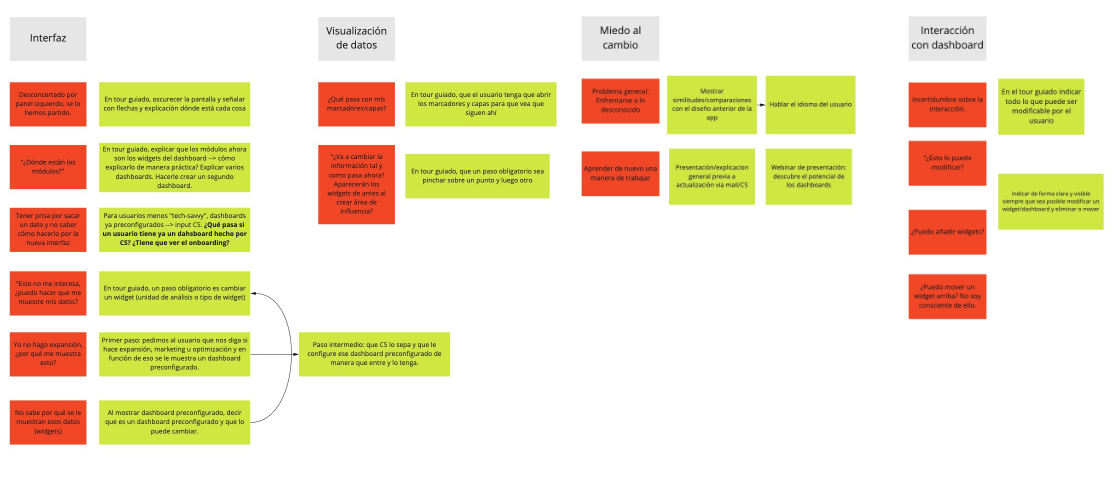 Interfaz
Desconcertado por
panel izquierdo, se lo
hemos partido.
En tour guiado, oscurecer la pantalla y señalar
con flechas y explicación dónde está cada cosa
"¿Dónde están los
módulos?"
En tour guiado, explicar que los módulos ahora
son los widgets del dashboard --> cómo
explicarlo de manera práctica? Explicar varios
dashboards. Hacerle crear un segundo
dashboard.
Tener prisa por sacar
un dato y no saber
cómo hacerlo por la
nueva interfaz
Para usuarios menos "tech-savvy", dashboards
ya preconfigurados --> input CS. ¿Qué pasa si
un usuario tiene ya un dahsboard hecho por
CS? ¿Tiene que ver el onboarding?
"Esto no me interesa,
¿puedo hacer que me
muestre mis datos?
En tour guiado, un paso obligatorio es cambiar
un widget (unidad de análisis o tipo de widget)
Yo no hago expansión,
¿por qué me muestra
esto?
Primer paso: pedimos al usuario que nos diga si
hace expansión, marketing u optimización y en
función de eso se le muestra un dashboard
preconfigurado.
Paso intermedio: que CS lo sepa y que le
configure ese dashboard preconfigurado de
manera que entre y lo tenga.
No sabe por qué se le
muestran esos datos
(widgets)
Al mostrar dashboard preconfigurado, decir
que es un dashboard preconfigurado y que lo
puede cambiar.
Visualización
de datos
¿Qué pasa con mis
marcadores/capas?
En tour guiado, que el usuario tenga que abrir
los marcadores y capas para que vea que
siguen ahí
"¿Va a cambiar la
información tal y
como pasa ahora?
Aparecerán los
widgets de antes al
crear área de
influencia?
En tour guiado, que un paso obligatorio sea
pinchar sobre un punto y luego otro
Miedo al
cambio
Problema general:
Enfrentarse a lo
desconocido
Mostrar
similitudes/comparaciones
con el diseño anterior de la
app
Hablar el idioma del usuario
Aprender de nuevo una
manera de trabajar
Presentación/explicacion
general previa a
actualización via mail/CS
Webinar de presentación:
descubre el potencial de
los dashboards
Interacción
con dashboard
Incertidumbre sobre la
interacción.
En el tour guiado indicar
todo lo que puede ser
modificable por el
usuario
"¿Esto lo puedo
modificar?
Indicar de forma clara y visible
siempre que sea posible modificar un
widget/dashboard y eliminar o mover
¿Puedo añadir widgets?
¿Puedo mover un
widget arriba? No soy
consciente de ello.